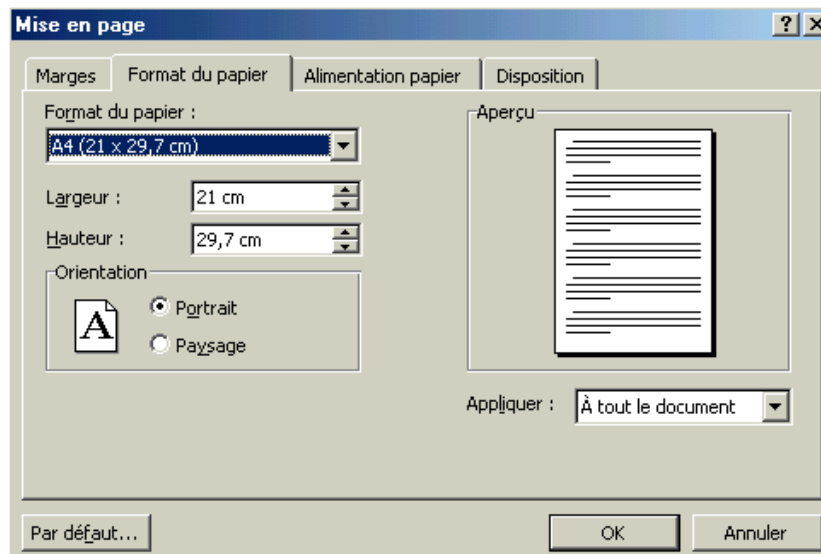 Mise en page
Marges Format du papier Alimentation papier Disposition
Format du papier :
A4 (21 x 29,7 cm)
Largeur : 21 cm
Hauteur : 29,7 cm
Orientation
A
Portrait
Paysage
Aperçu
Appliquer : À tout le document
Par défaut... OK Annuler